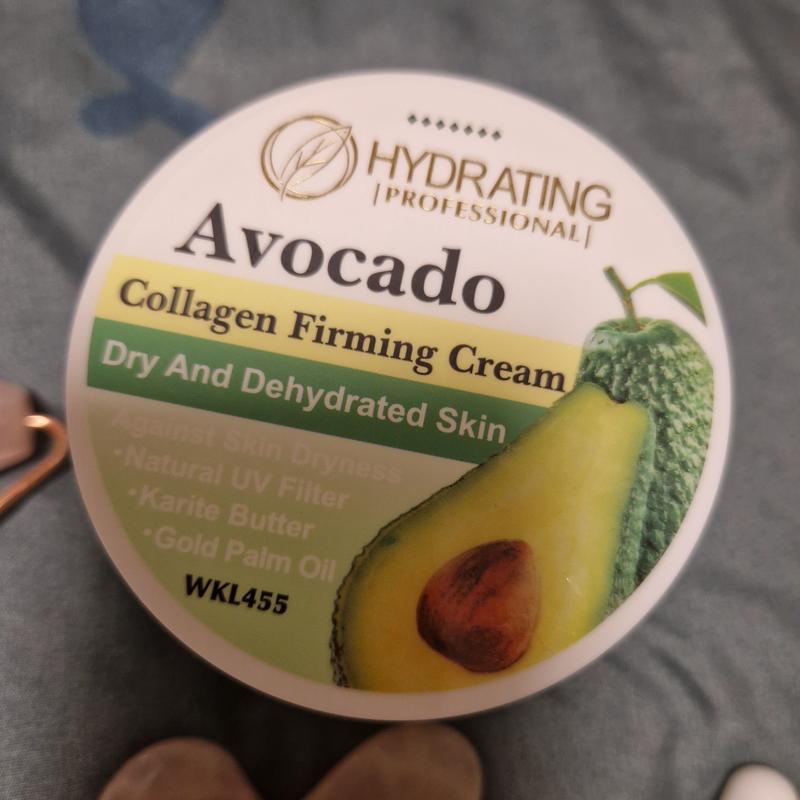 HYDRATING
|PROFESSIONAL|
Avocado
Collagen Firming Cream
Dry And Dehydrated Skin
Against Skin Dryness
•Natural UV Filter
•Karite Butter
•Gold Palm Oil
WKL455